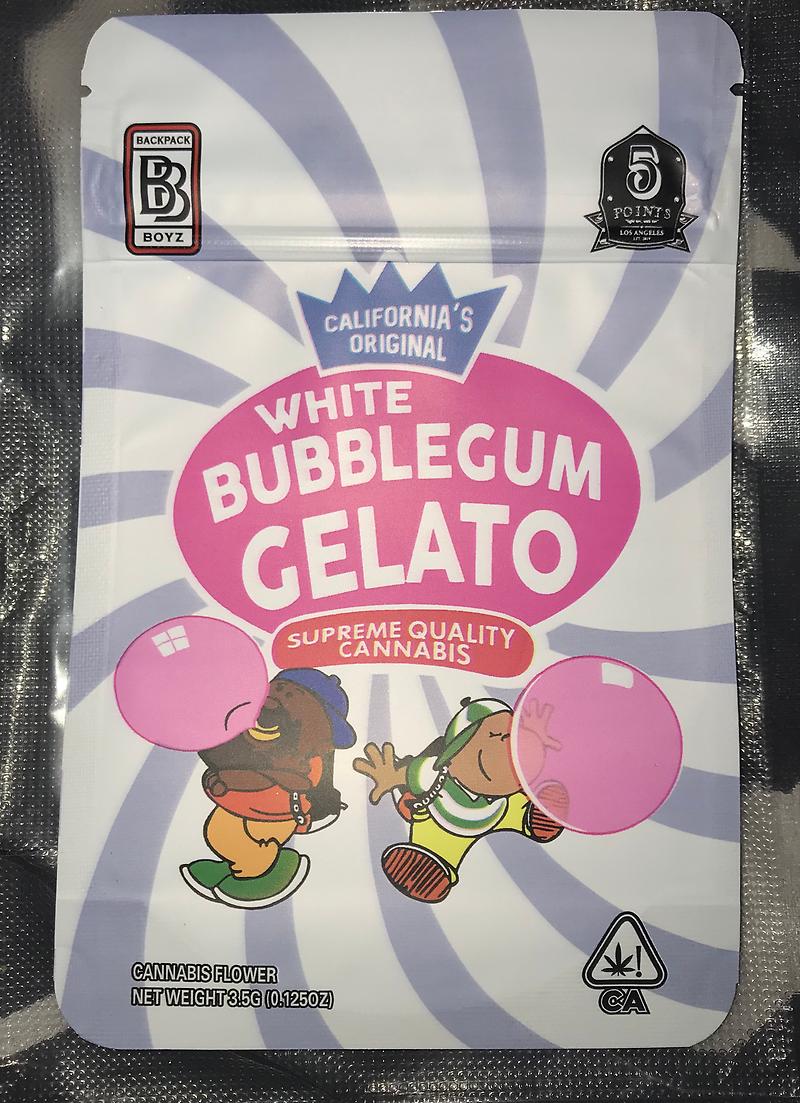 BACKPACK
BB
BOYZ
5
POINTS
LOS ANGELES
CALIFORNIA'S
ORIGINAL
WHITE
BUBBLEGUM
GELATO
SUPREME QUALITY
CANNABIS
CANNABIS FLOWER
NET WEIGHT 3.5G (0.125OZ)
!
CA